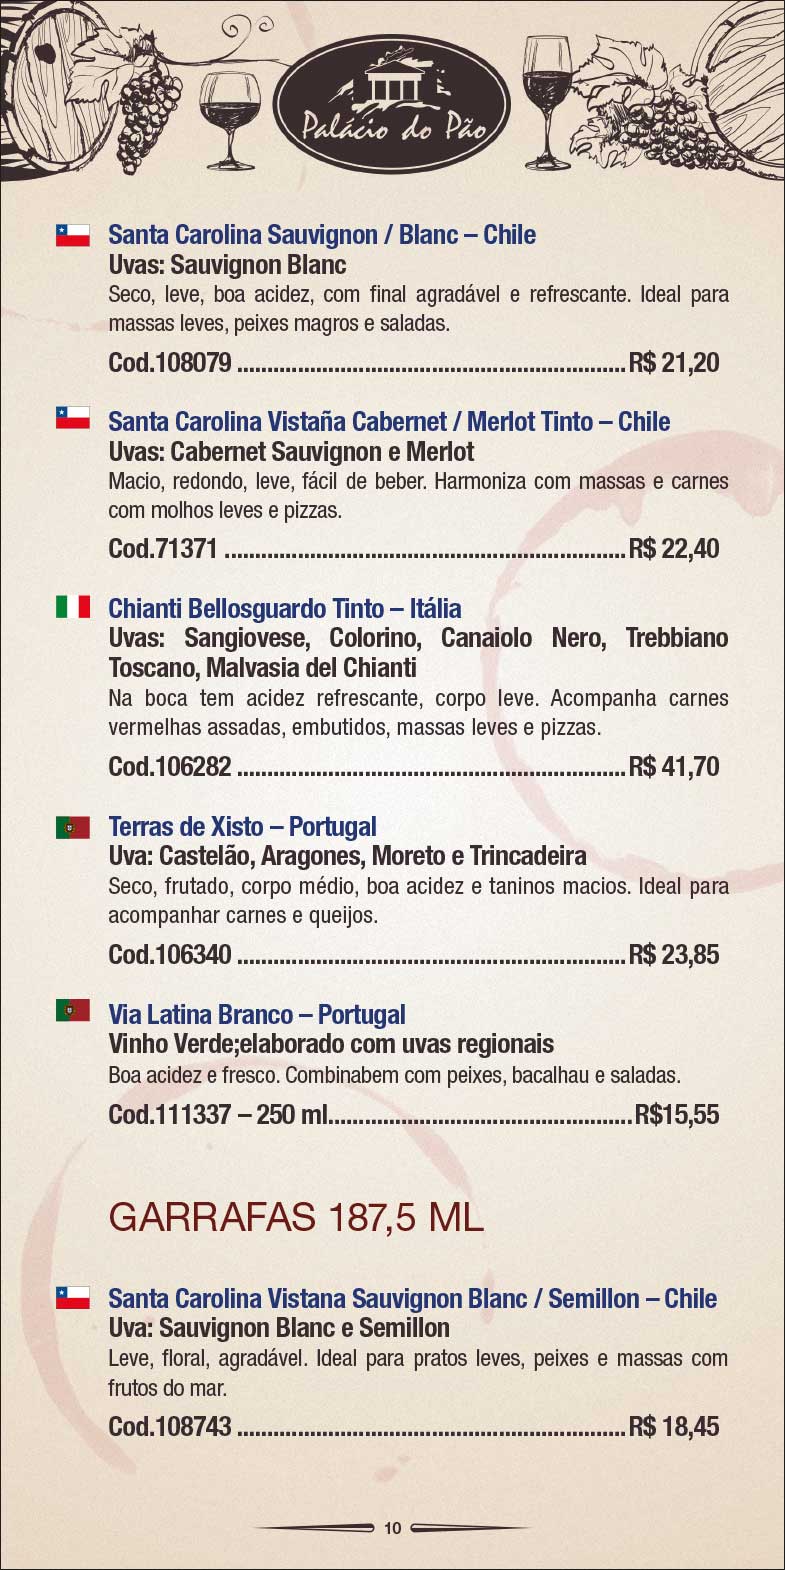 Palácio do Pão
Santa Carolina Sauvignon / Blanc – Chile
Uvas: Sauvignon Blanc
Seco, leve, boa acidez, com final agradável e refrescante. Ideal para
massas leves, peixes magros e saladas.
Cod.108079 ................................................................ R$ 21,20
Santa Carolina Vistaña Cabernet / Merlot Tinto – Chile
Uvas: Cabernet Sauvignon e Merlot
Macio, redondo, leve, fácil de beber. Harmoniza com massas e carnes
com molhos leves e pizzas.
Cod.71371 .................................................................. R$ 22,40
Chianti Bellosguardo Tinto – Itália
Uvas: Sangiovese, Colorino, Canaiolo Nero, Trebbiano
Toscano, Malvasia del Chianti
Na boca tem acidez refrescante, corpo leve. Acompanha carnes
vermelhas assadas, embutidos, massas leves e pizzas.
Cod.106282 ................................................................ R$ 41,70
Terras de Xisto – Portugal
Uva: Castelão, Aragones, Moreto e Trincadeira
Seco, frutado, corpo médio, boa acidez e taninos macios. Ideal para
acompanhar carnes e queijos.
Cod.106340 ................................................................ R$ 23,85
Via Latina Branco – Portugal
Vinho Verde;elaborado com uvas regionais
Boa acidez e fresco. Combinabem com peixes, bacalhau e saladas.
Cod.111337 – 250 ml.................................................. R$15,55
GARRAFAS 187,5 ML
Santa Carolina Vistana Sauvignon Blanc / Semillon – Chile
Uva: Sauvignon Blanc e Semillon
Leve, floral, agradável. Ideal para pratos leves, peixes e massas com
frutos do mar.
Cod.108743 ................................................................ R$ 18,45
10